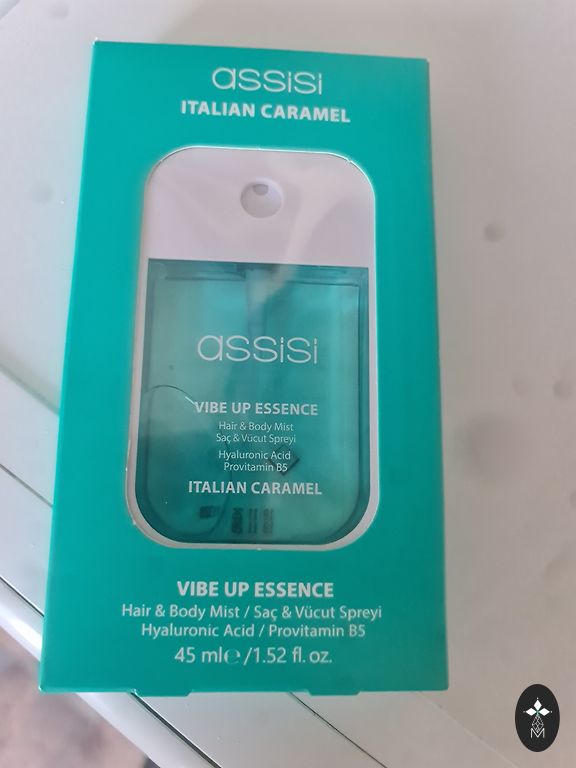 assisi
ITALIAN CARAMEL
assisi
VIBE UP ESSENCE
Hair & Body Mist
Saç & Vücut Spreyi
Hyaluronic Acid
Provitamin B5
ITALIAN CARAMEL
VIBE UP ESSENCE
Hair & Body Mist / Saç & Vücut Spreyi
Hyaluronic Acid / Provitamin B5
45 ml℮/1.52 fl. oz.
M